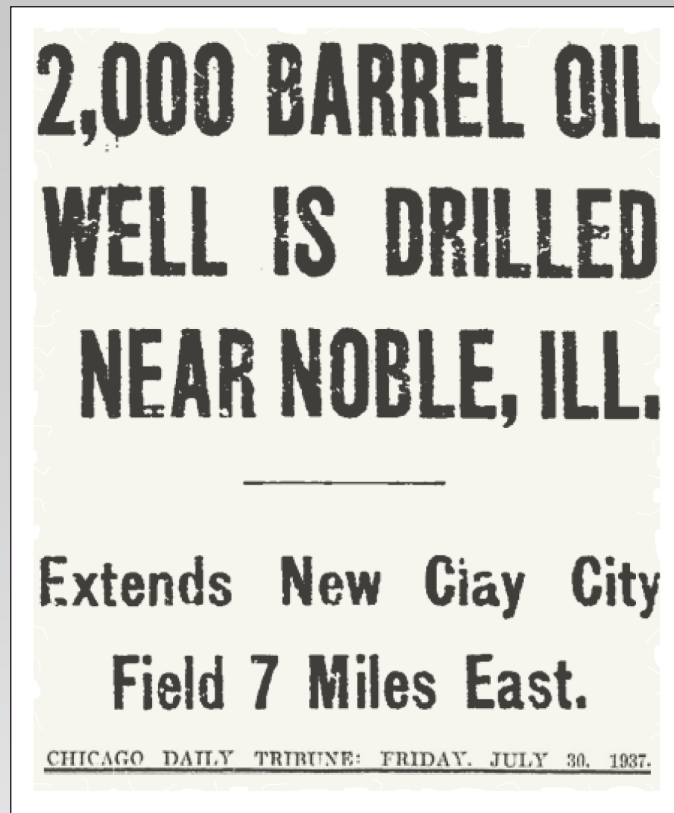 2,000 BARREL OIL
WELL IS DRILLED
NEAR NOBLE, ILL.
Extends New Clay City
Field 7 Miles East.
CHICAGO DAILY TRIBUNE: FRIDAY, JULY 30, 1937.